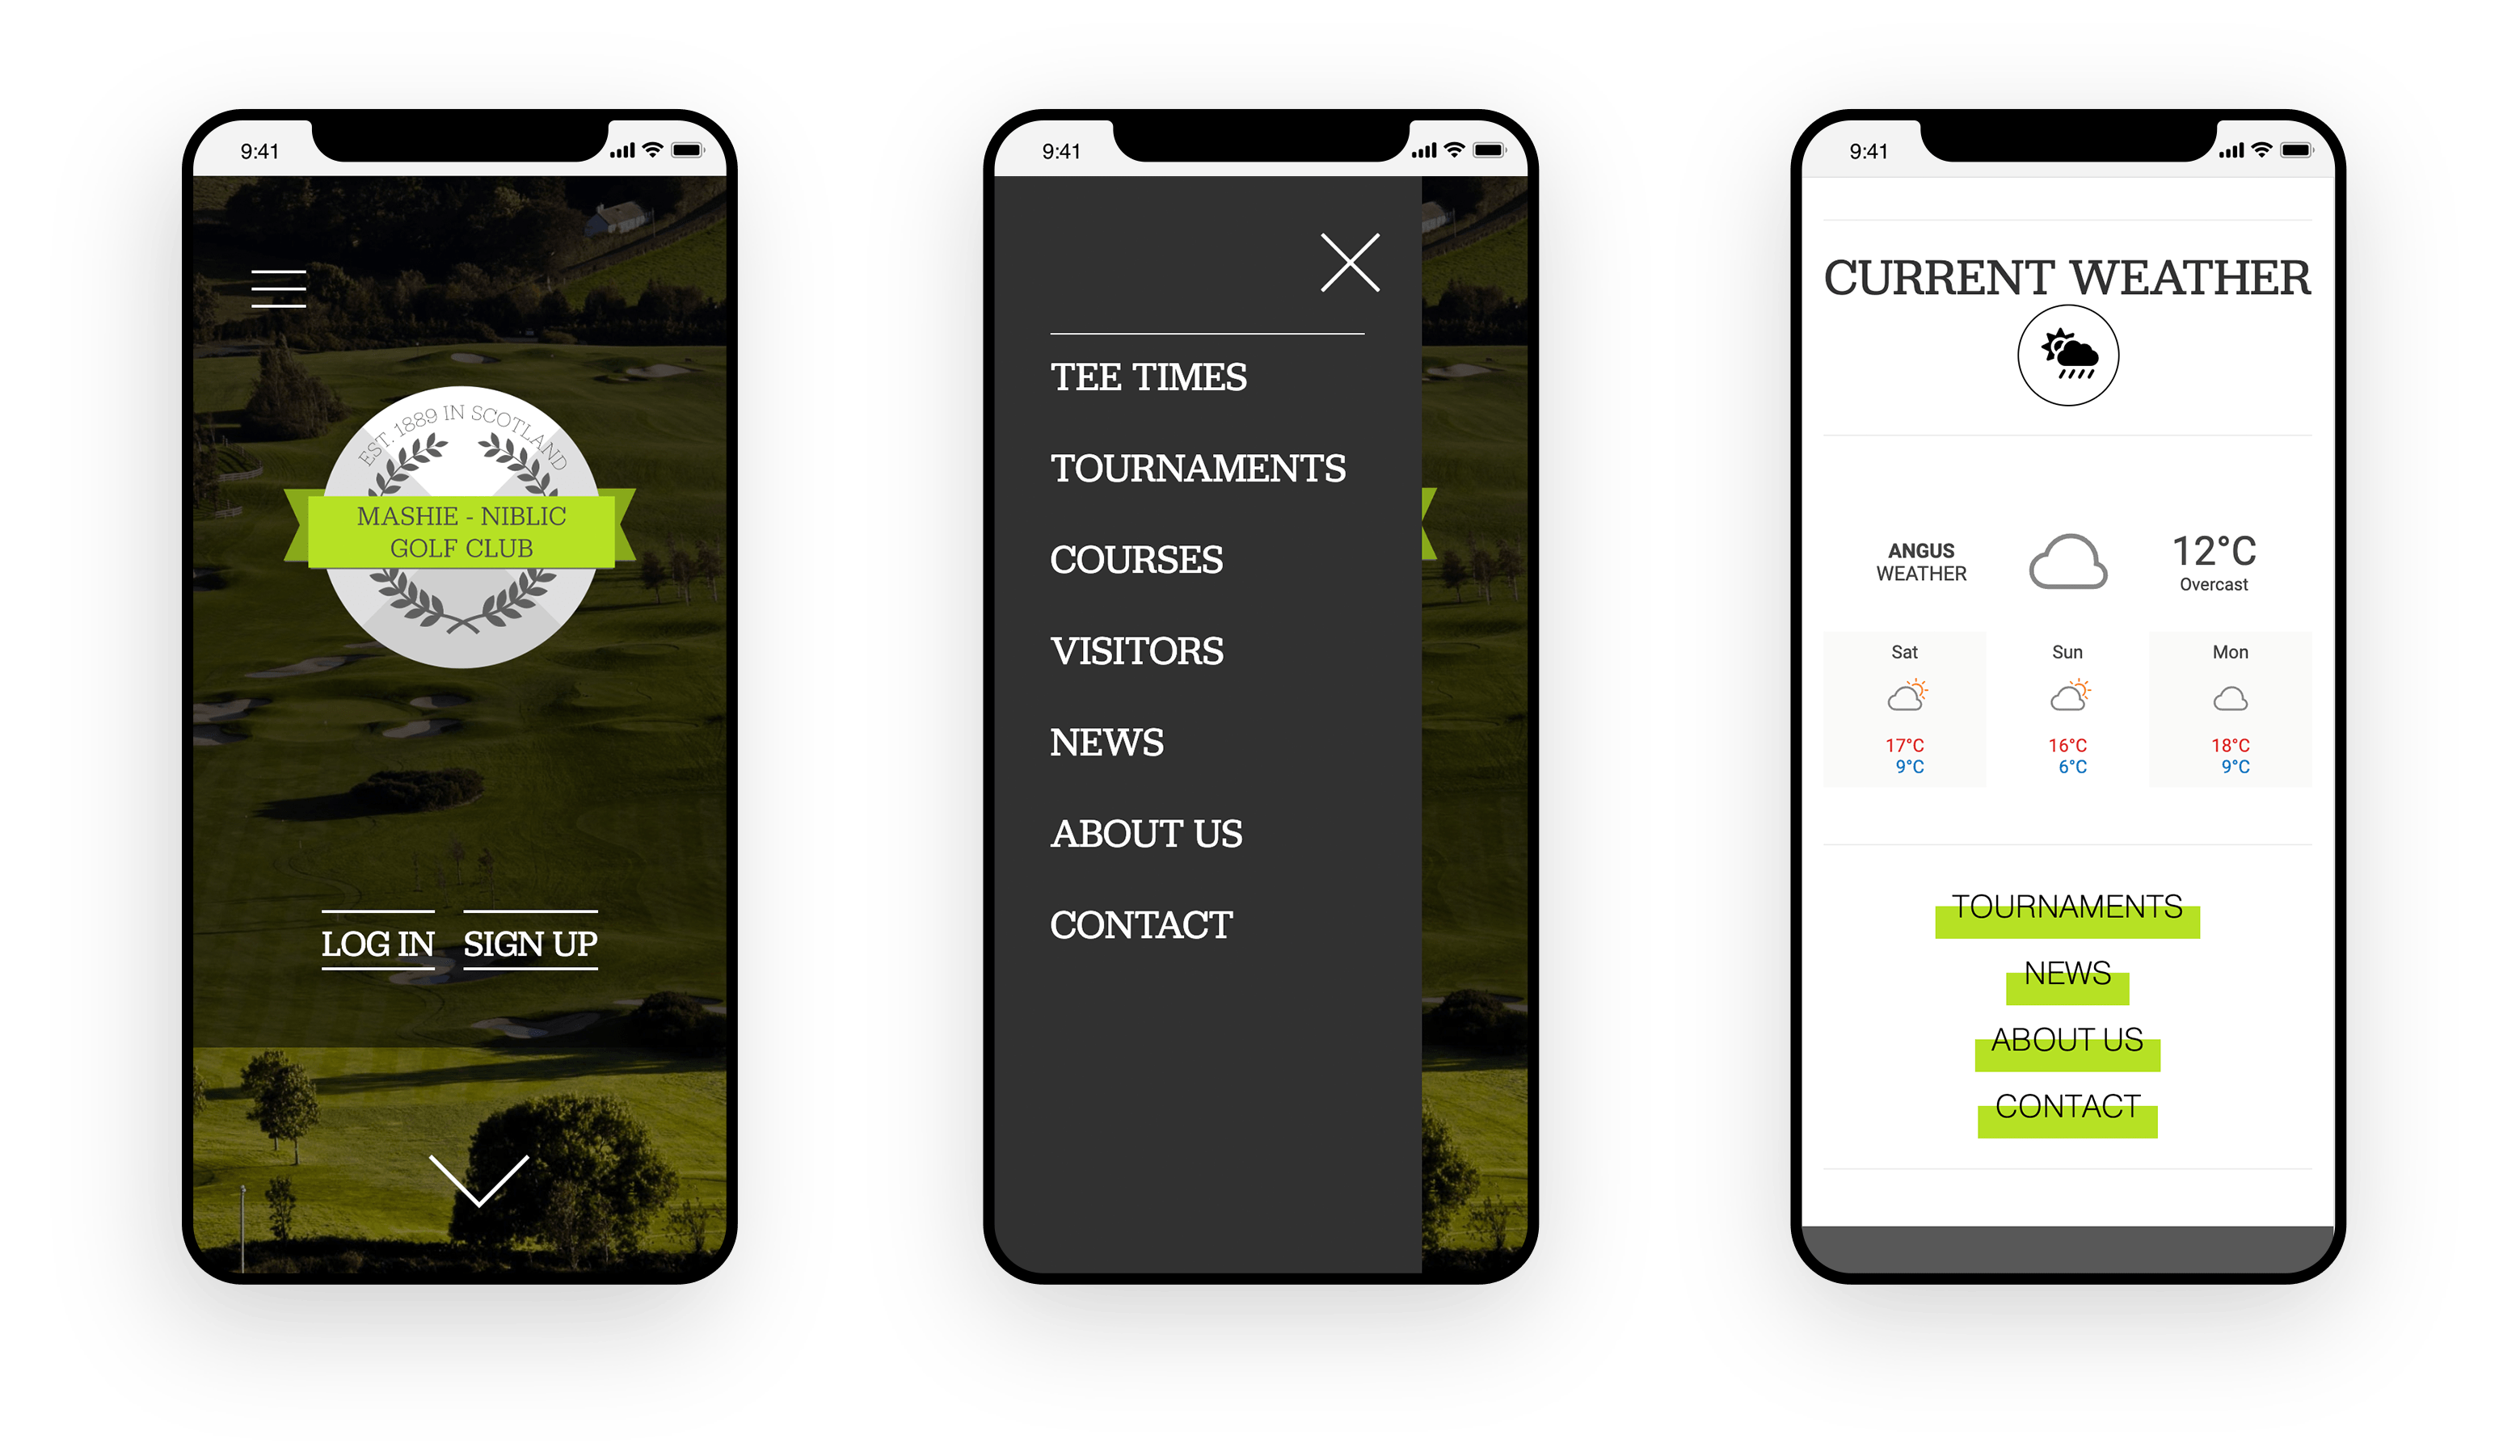 9:41
EST. 1889 IN SCOTLAND
MASHIE - NIBLIC
GOLF CLUB
LOG IN SIGN UP
9:41
TEE TIMES
TOURNAMENTS
COURSES
VISITORS
NEWS
ABOUT US
CONTACT
9:41
CURRENT WEATHER
ANGUS
WEATHER
12°C
Overcast
Sat Sun Mon
17°C 16°C 18°C
9°C 6°C 9°C
TOURNAMENTS
NEWS
ABOUT US
CONTACT